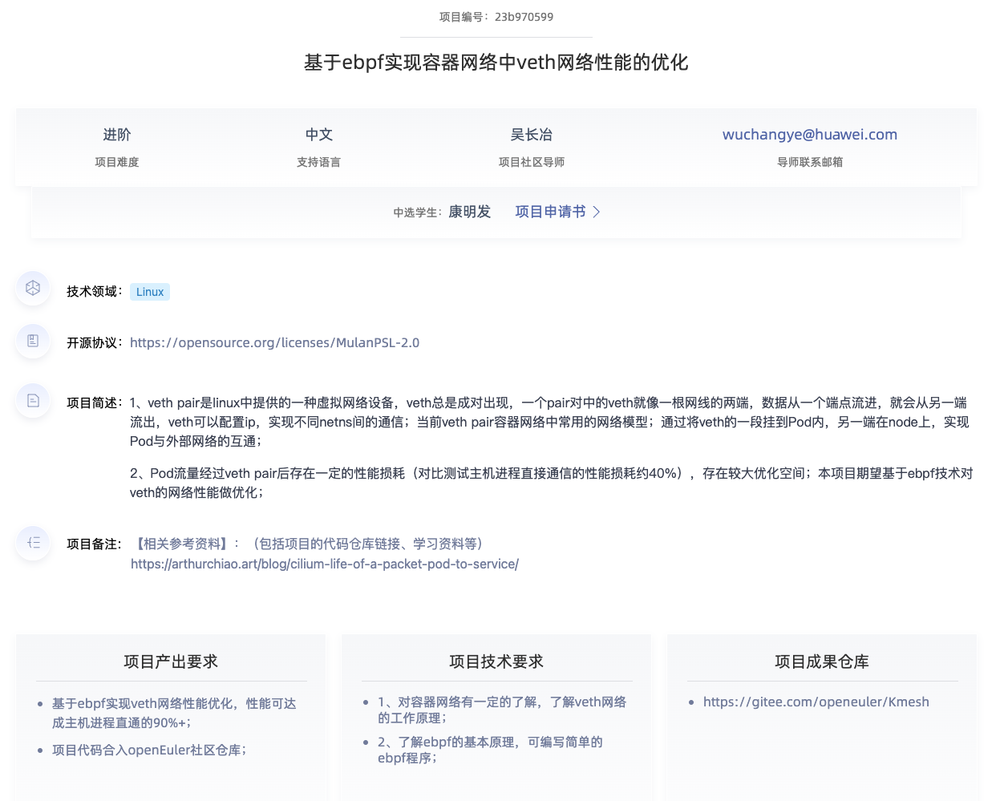 项目编号：23b970599
基于ebpf实现容器网络中veth网络性能的优化
进阶 中文 吴长冶 wuchangye@huawei.com
项目难度 支持语言 项目社区导师 导师联系邮箱
中选学生：康明发 项目申请书
技术领域：Linux
开源协议：https://opensource.org/licenses/MulanPSL-2.0
项目简述：1、veth pair是linux中提供的一种虚拟网络设备，veth总是成对出现，一个pair对中的veth就像一根网线的两端，数据从一个端点流进，就会从另一端
流出，veth可以配置ip，实现不同netns间的通信；当前veth pair容器网络中常用的网络模型；通过将veth的一段挂到Pod内，另一端在node上，实现
Pod与外部网络的互通；
2、Pod流量经过veth pair后存在一定的性能损耗（对比测试主机进程直接通信的性能损耗约40%），存在较大优化空间；本项目期望基于ebpf技术对
veth的网络性能做优化；
项目备注：【相关参考资料】：（包括项目的代码仓库链接、学习资料等）
https://arthurchiao.art/blog/cilium-life-of-a-packet-pod-to-service/
项目产出要求
• 基于ebpf实现veth网络性能优化，性能可达
成主机进程直通的90%+；
• 项目代码合入openEuler社区仓库；
项目技术要求
• 1、对容器网络有一定的了解，了解veth网络
的工作原理；
• 2、了解ebpf的基本原理，可编写简单的
ebpf程序；
项目成果仓库
• https://gitee.com/openeuler/Kmesh